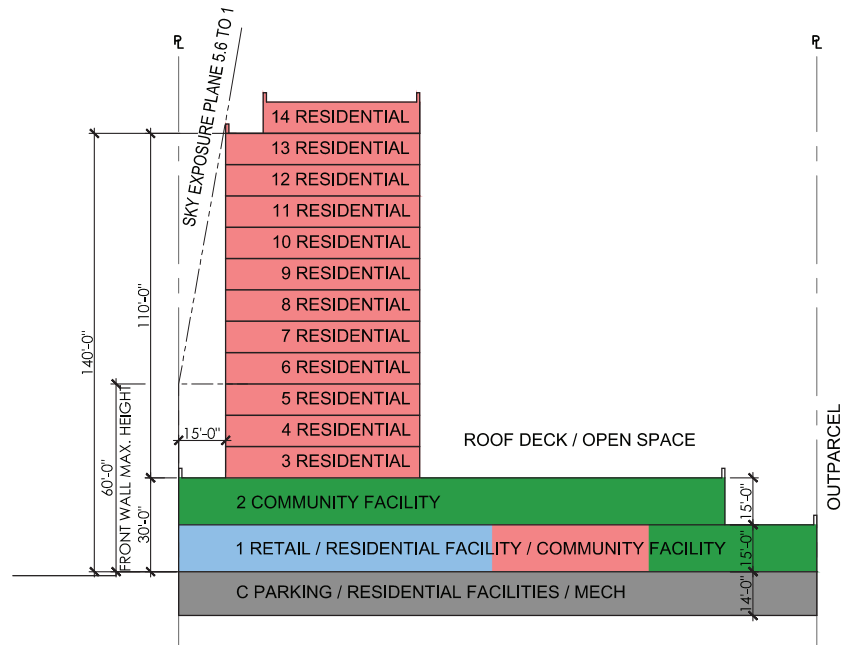 ℄
℄
SKY EXPOSURE PLANE 5.6 TO 1
14 RESIDENTIAL
13 RESIDENTIAL
12 RESIDENTIAL
11 RESIDENTIAL
10 RESIDENTIAL
9 RESIDENTIAL
8 RESIDENTIAL
7 RESIDENTIAL
6 RESIDENTIAL
5 RESIDENTIAL
4 RESIDENTIAL
3 RESIDENTIAL
140'-0"
110'-0"
60'-0"
FRONT WALL MAX. HEIGHT
30'-0"
15'-0"
ROOF DECK / OPEN SPACE
OUTPARCEL
2 COMMUNITY FACILITY
15'-0"
1 RETAIL / RESIDENTIAL FACILITY / COMMUNITY FACILITY
15'-0"
C PARKING / RESIDENTIAL FACILITIES / MECH
14'-0"